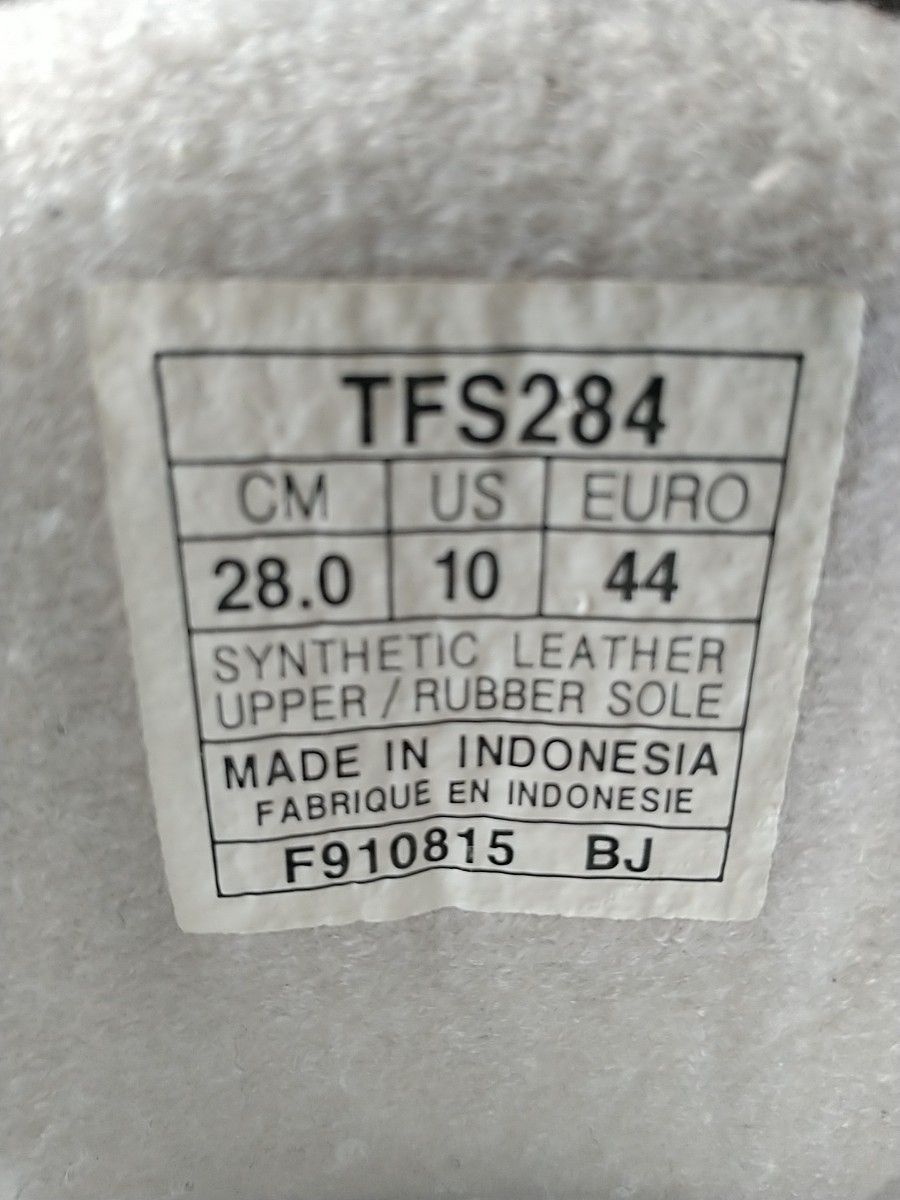 TFS284
CM US EURO
28.0 10 44
SYNTHETIC LEATHER
UPPER / RUBBER SOLE
MADE IN INDONESIA
FABRIQUE EN INDONESIE
F910815 BJ